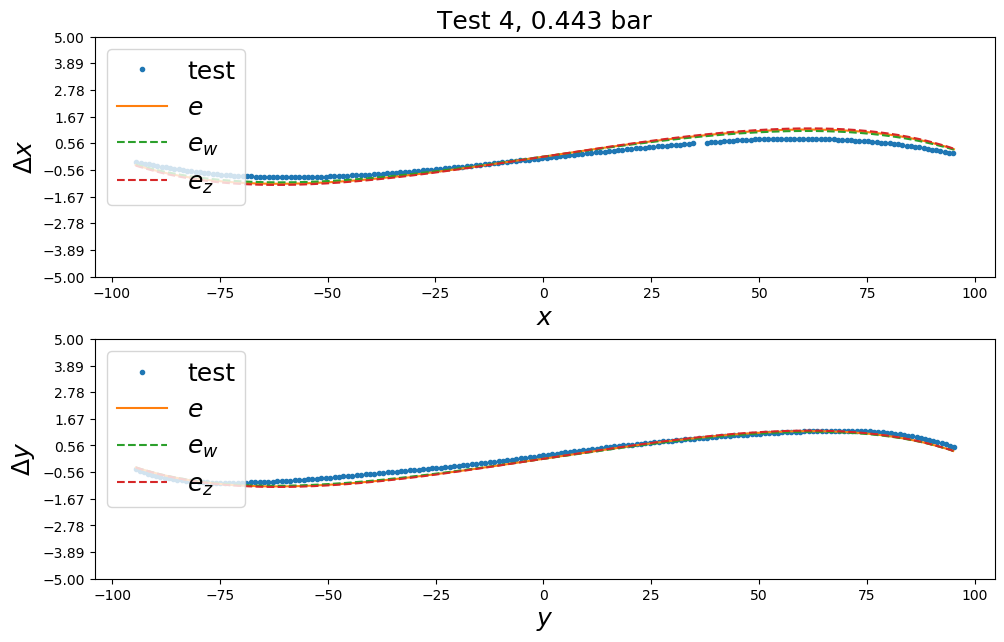 Test 4, 0.443 bar
5.00
3.89
2.78
1.67
0.56
−0.56
−1.67
−2.78
−3.89
−5.00
Δx
test
e
e_w
e_z
−100 −75 −50 −25 0 25 50 75 100
x
5.00
3.89
2.78
1.67
0.56
−0.56
−1.67
−2.78
−3.89
−5.00
Δy
test
e
e_w
e_z
−100 −75 −50 −25 0 25 50 75 100
y